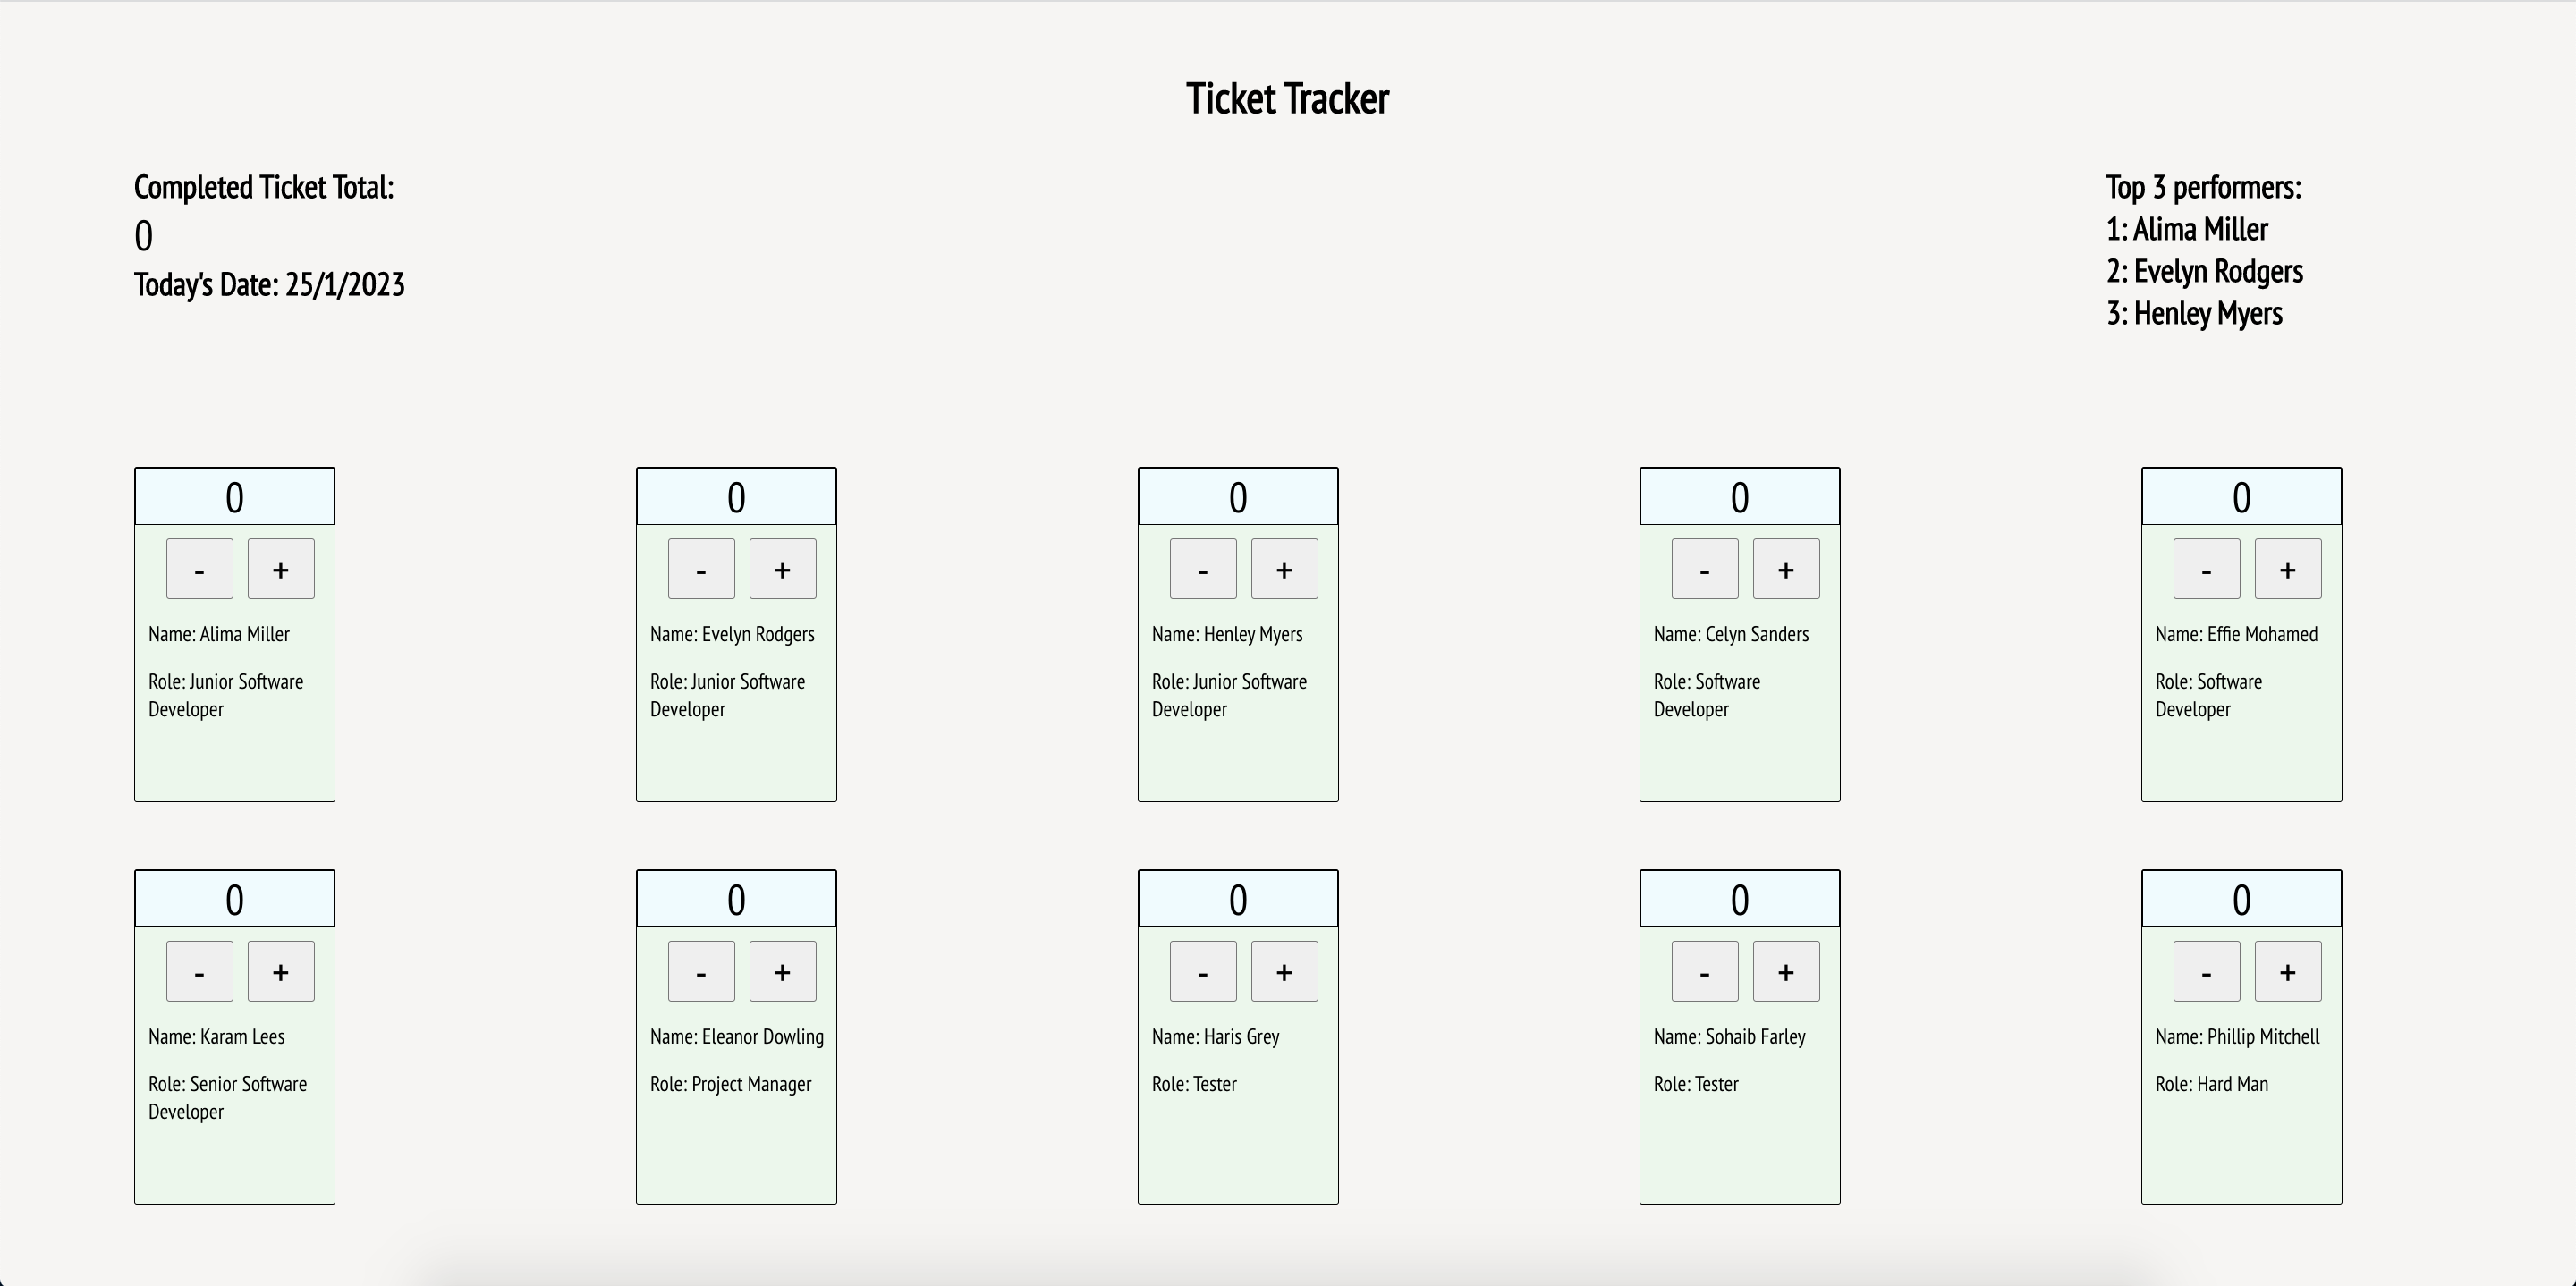 Ticket Tracker
Completed Ticket Total:
0
Today's Date: 25/1/2023
Top 3 performers:
1: Alima Miller
2: Evelyn Rodgers
3: Henley Myers
0
- +
Name: Alima Miller
Role: Junior Software
Developer
0
- +
Name: Evelyn Rodgers
Role: Junior Software
Developer
0
- +
Name: Henley Myers
Role: Junior Software
Developer
0
- +
Name: Celyn Sanders
Role: Software
Developer
0
- +
Name: Effie Mohamed
Role: Software
Developer
0
- +
Name: Karam Lees
Role: Senior Software
Developer
0
- +
Name: Eleanor Dowling
Role: Project Manager
0
- +
Name: Haris Grey
Role: Tester
0
- +
Name: Sohaib Farley
Role: Tester
0
- +
Name: Phillip Mitchell
Role: Hard Man